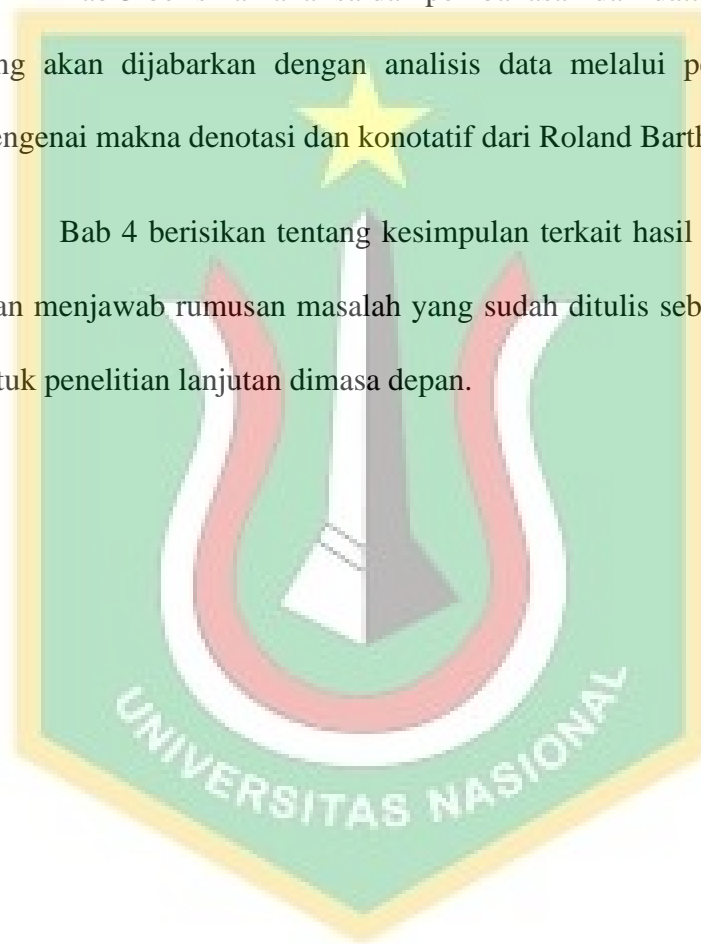 ng akan dijabarkan dengan analisis data melalui pe
engenai makna denotasi dan konotatif dari Roland Barth
Bab 4 berisikan tentang kesimpulan terkait hasil
an menjawab rumusan masalah yang sudah ditulis seb
tuk penelitian lanjutan dimasa depan.
UNIVERSITAS NASIONAL